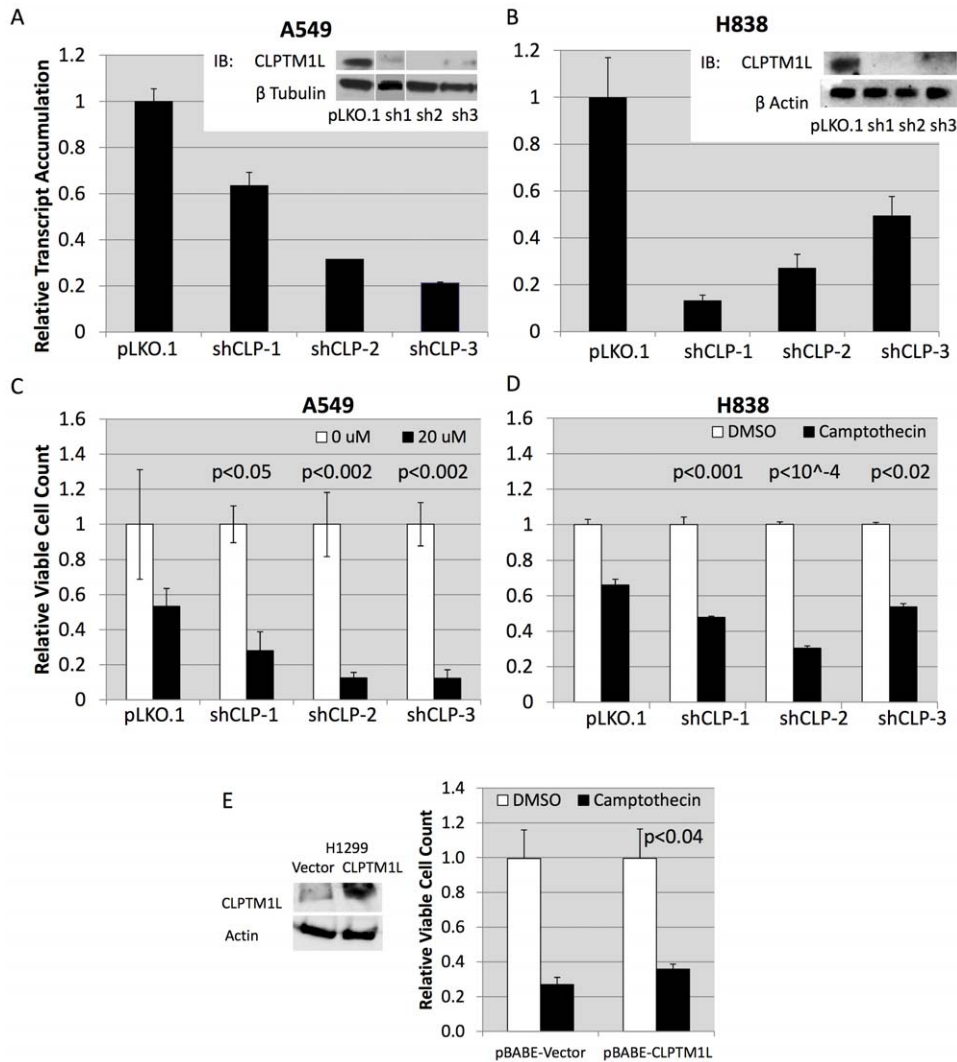 A
A549
Relative Transcript Accumulation
1.2
1
0.8
0.6
0.4
0.2
0
IB: CLPTM1L
β Tubulin
pLKO.1 sh1 sh2 sh3
pLKO.1 shCLP-1 shCLP-2 shCLP-3
B
H838
1.2
1
0.8
0.6
0.4
0.2
0
IB: CLPTM1L
β Actin
pLKO.1 sh1 sh2 sh3
pLKO.1 shCLP-1 shCLP-2 shCLP-3
C
A549
Relative Viable Cell Count
1.6
1.4
1.2
1
0.8
0.6
0.4
0.2
0
0 uM 20 uM
p<0.05 p<0.002 p<0.002
pLKO.1 shCLP-1 shCLP-2 shCLP-3
D
H838
1.6
1.4
1.2
1
0.8
0.6
0.4
0.2
0
DMSO Camptothecin
p<0.001 p<10^-4 p<0.02
pLKO.1 shCLP-1 shCLP-2 shCLP-3
E
H1299
Vector CLPTM1L
CLPTM1L
Actin
Relative Viable Cell Count
1.4
1.2
1.0
0.8
0.6
0.4
0.2
0.0
DMSO Camptothecin
p<0.04
pBABE-Vector pBABE-CLPTM1L